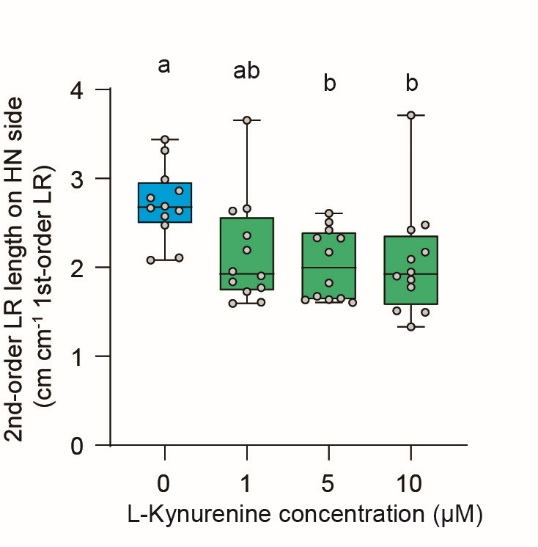 a
ab
b
b
2nd-order LR length on HN side
(cm cm⁻¹ 1st-order LR)
4
3
2
1
0
0 1 5 10
L-Kynurenine concentration (µM)